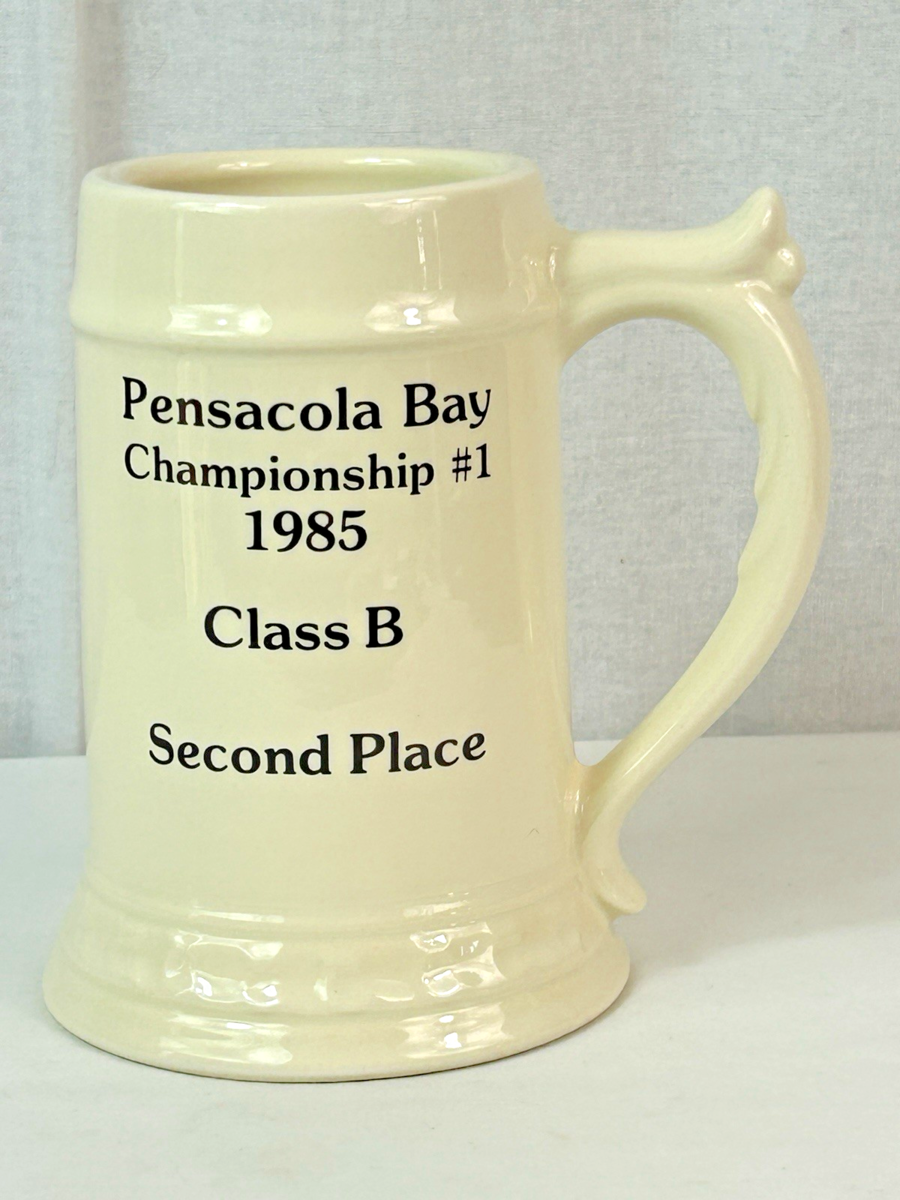 Pensacola Bay
Championship #1
1985
Class B
Second Place